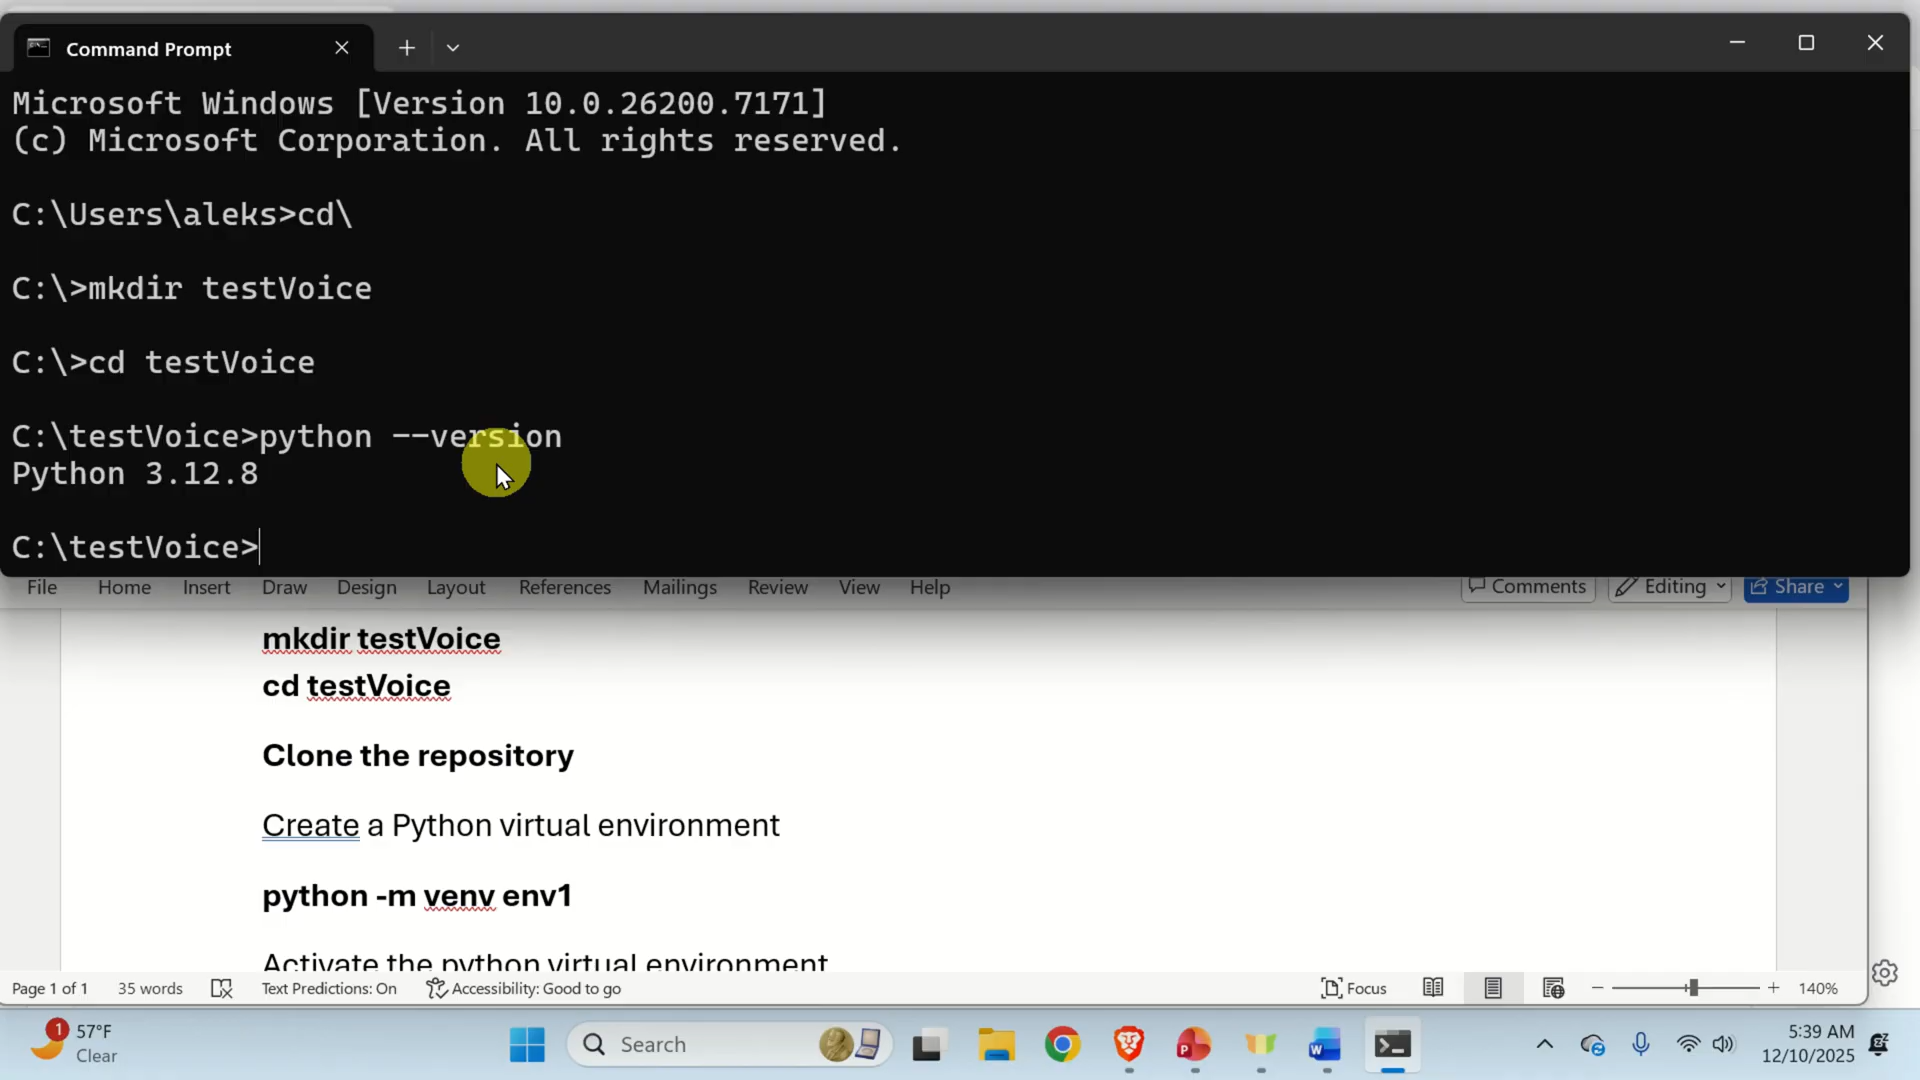 Command Prompt
Microsoft Windows [Version 10.0.26200.7171]
(c) Microsoft Corporation. All rights reserved.
C:\Users\aleks>cd\
C:\>mkdir testVoice
C:\>cd testVoice
C:\testVoice>python --version
Python 3.12.8
C:\testVoice>
File Home Insert Draw Design Layout References Mailings Review View Help Comments Editing Share
mkdir testVoice
cd testVoice
Clone the repository
Create a Python virtual environment
python -m venv env1
Activate the python virtual environment
Page 1 of 1 35 words Text Predictions: On Accessibility: Good to go Focus 140%
1 57°F
Clear
Search
5:39 AM
12/10/2025